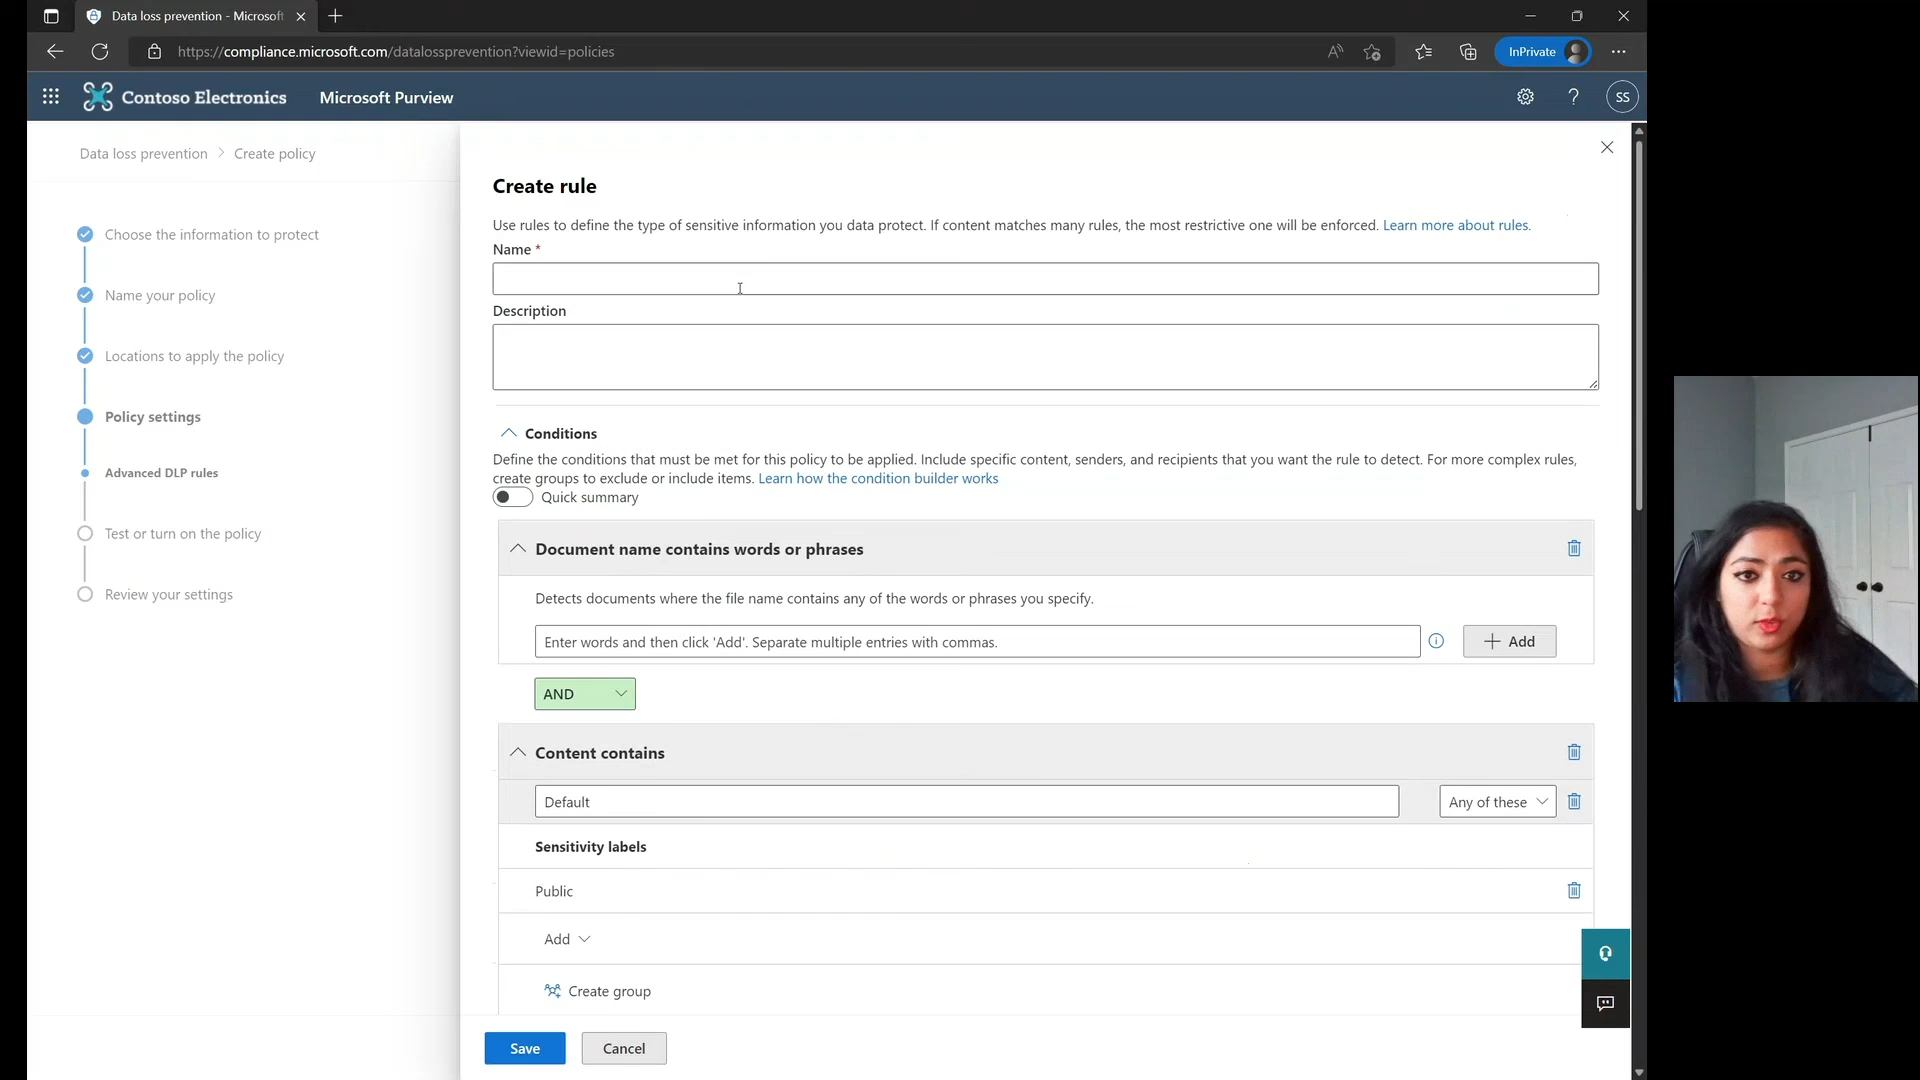 Data loss prevention - Microsoft
https://compliance.microsoft.com/datalossprevention?viewid=policies
InPrivate
Contoso Electronics
Microsoft Purview
SS
Data loss prevention > Create policy
Choose the information to protect
Name your policy
Locations to apply the policy
Policy settings
Advanced DLP rules
Test or turn on the policy
Review your settings
Create rule
Use rules to define the type of sensitive information you data protect. If content matches many rules, the most restrictive one will be enforced. Learn more about rules.
Name *
Description
Conditions
Define the conditions that must be met for this policy to be applied. Include specific content, senders, and recipients that you want the rule to detect. For more complex rules,
create groups to exclude or include items. Learn how the condition builder works
Quick summary
Document name contains words or phrases
Detects documents where the file name contains any of the words or phrases you specify.
Enter words and then click 'Add'. Separate multiple entries with commas.
Add
AND
Content contains
Default
Any of these
Sensitivity labels
Public
Add
Create group
Save
Cancel